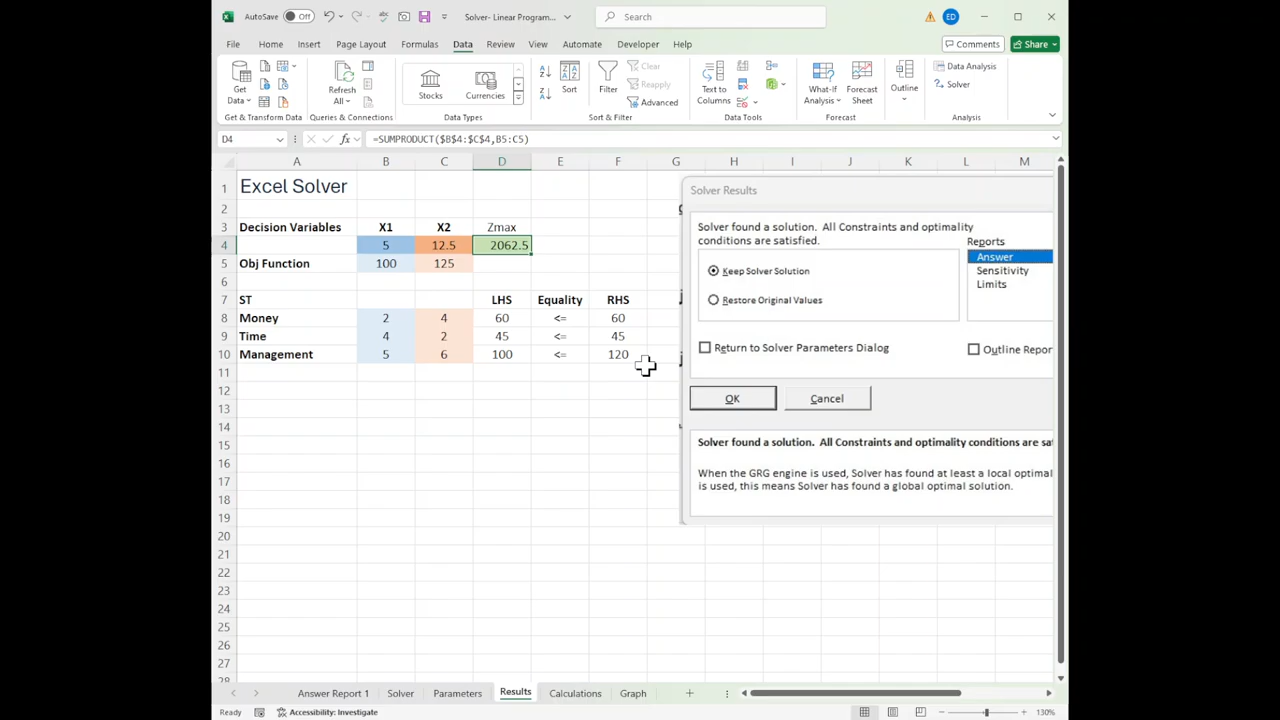 AutoSave Off Solver- Linear Program... Search ED
File Home Insert Page Layout Formulas Data Review View Automate Developer Help Comments Share
Get Data Refresh All Stocks Currencies Sort Filter Clear Reapply Advanced Text to Columns What-If Analysis Forecast Sheet Outline Data Analysis Solver
Get & Transform Data Queries & Connections Data Types Sort & Filter Data Tools Forecast Analysis
D4 fx =SUMPRODUCT($B$4:$C$4,B5:C5)
A B C D E F G H I J K L M
1 Excel Solver
2
3 Decision Variables X1 X2 Zmax
4 5 12.5 2062.5
5 Obj Function 100 125
6
7 ST LHS Equality RHS
8 Money 2 4 60 <= 60
9 Time 4 2 45 <= 45
10 Management 5 6 100 <= 120
11
12
13
14
15
16
17
18
19
20
21
22
23
24
25
26
27
28
Solver Results
Solver found a solution. All Constraints and optimality
conditions are satisfied.
Reports
Answer
Sensitivity
Limits
Keep Solver Solution
Restore Original Values
Return to Solver Parameters Dialog
Outline Repor
OK Cancel
Solver found a solution. All Constraints and optimality conditions are sa
When the GRG engine is used, Solver has found at least a local optimal
is used, this means Solver has found a global optimal solution.
Answer Report 1 Solver Parameters Results Calculations Graph
Ready Accessibility: Investigate 130%